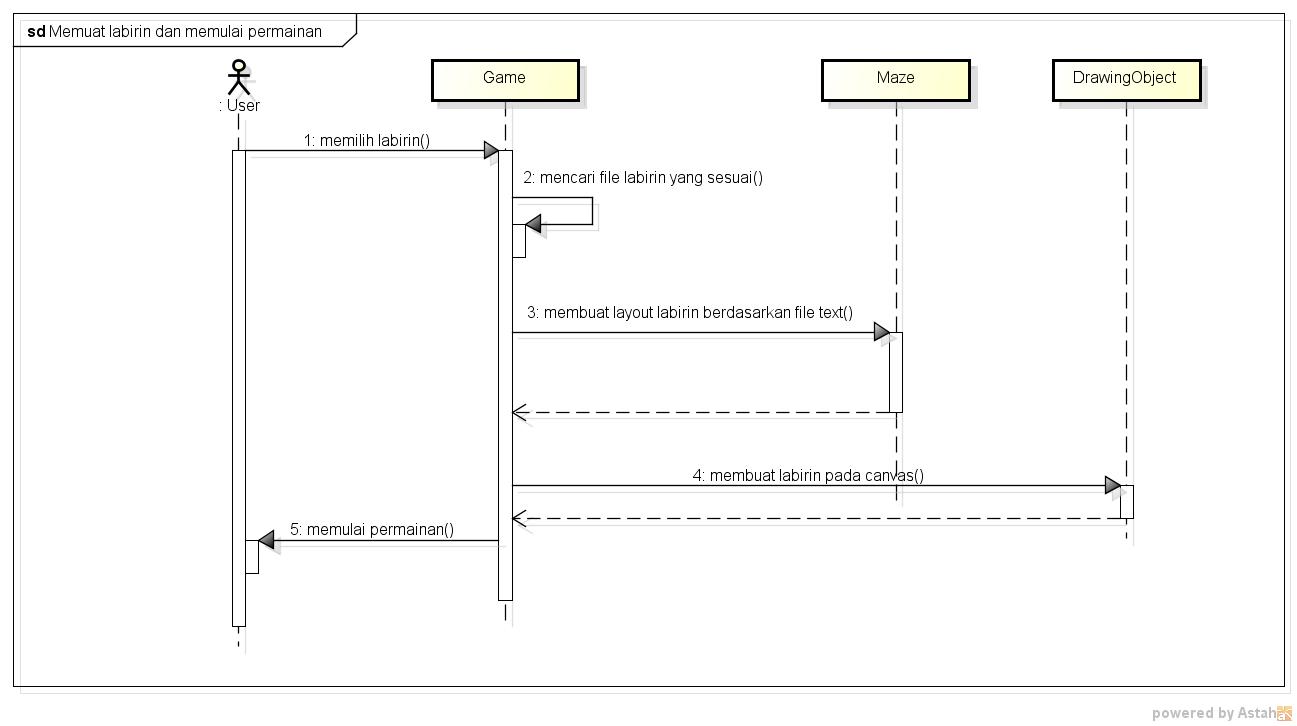 sd Memuat labirin dan memulai permainan
: User
Game
Maze
DrawingObject
1: memilih labirin()
2: mencari file labirin yang sesuai()
3: membuat layout labirin berdasarkan file text()
4: membuat labirin pada canvas()
5: memulai permainan()
powered by Astah